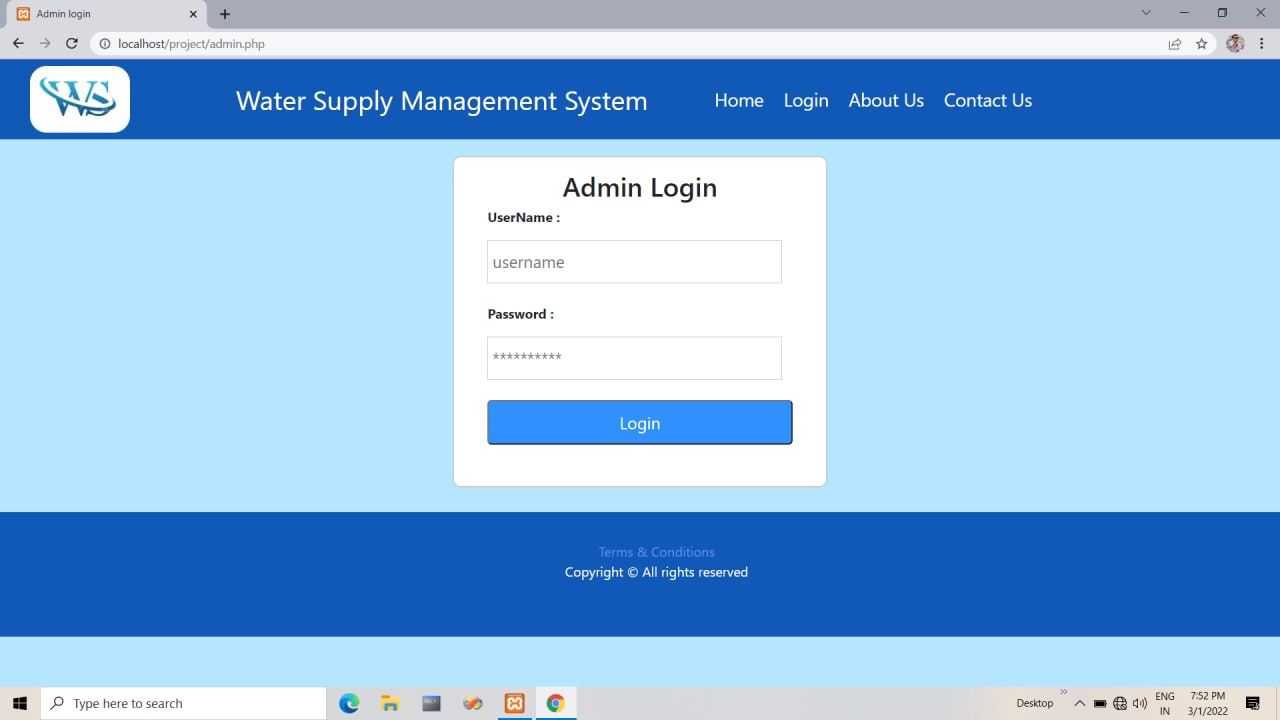 Admin login
localhost/project/admin.php
WS
Water Supply Management System
Home Login About Us Contact Us
Admin Login
UserName :
username
Password :
**********
Login
Terms & Conditions
Copyright © All rights reserved
Type here to search
Desktop
ENG
IN
7:52 PM
3/1/2022